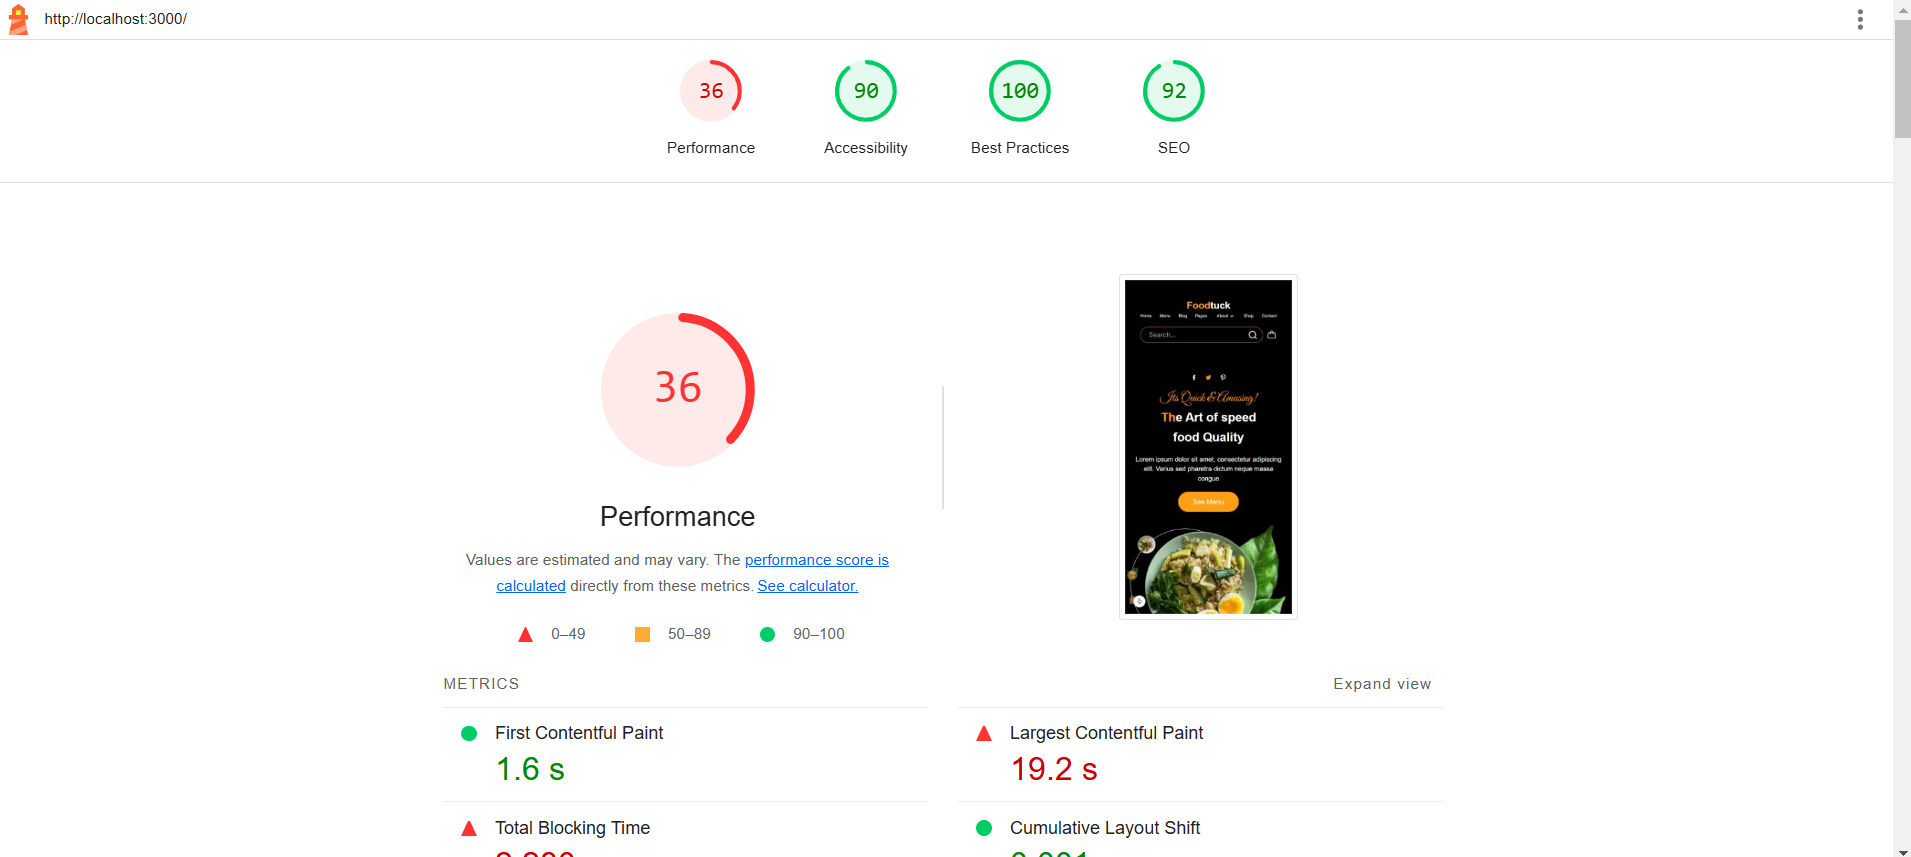 http://localhost:3000/
36
90
100
92
Performance
Accessibility
Best Practices
SEO
36
Performance
Values are estimated and may vary. The performance score is
calculated directly from these metrics. See calculator.
0–49
50–89
90–100
Foodtuck
Home Menu Blog Pages About Shop Contact
Search...
Its Quick & Amusing!
The Art of speed
food Quality
Lorem ipsum dolor sit amet, consectetur adipiscing
elit. Varius sed pharetra dictum neque massa
congue
See Menu
METRICS
Expand view
First Contentful Paint
1.6 s
Largest Contentful Paint
19.2 s
Total Blocking Time
Cumulative Layout Shift